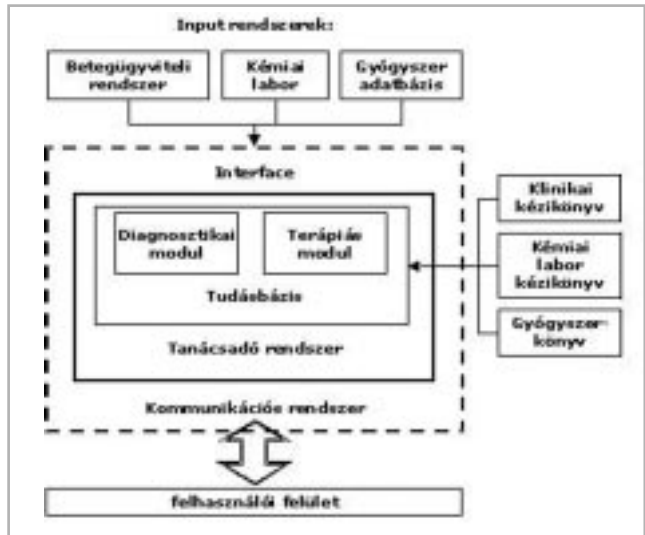 Input rendszerek:
Betegügyviteli
rendszer
Kémiai
labor
Gyógyszer
adatbázis
Interface
Diagnosztikai
modul
Terápiás
modul
Tudásbázis
Tanácsadó rendszer
Kommunikációs rendszer
Klinikai
kézikönyv
Kémiai
labor
kézikönyv
Gyógyszer-
könyv
felhasználói felület